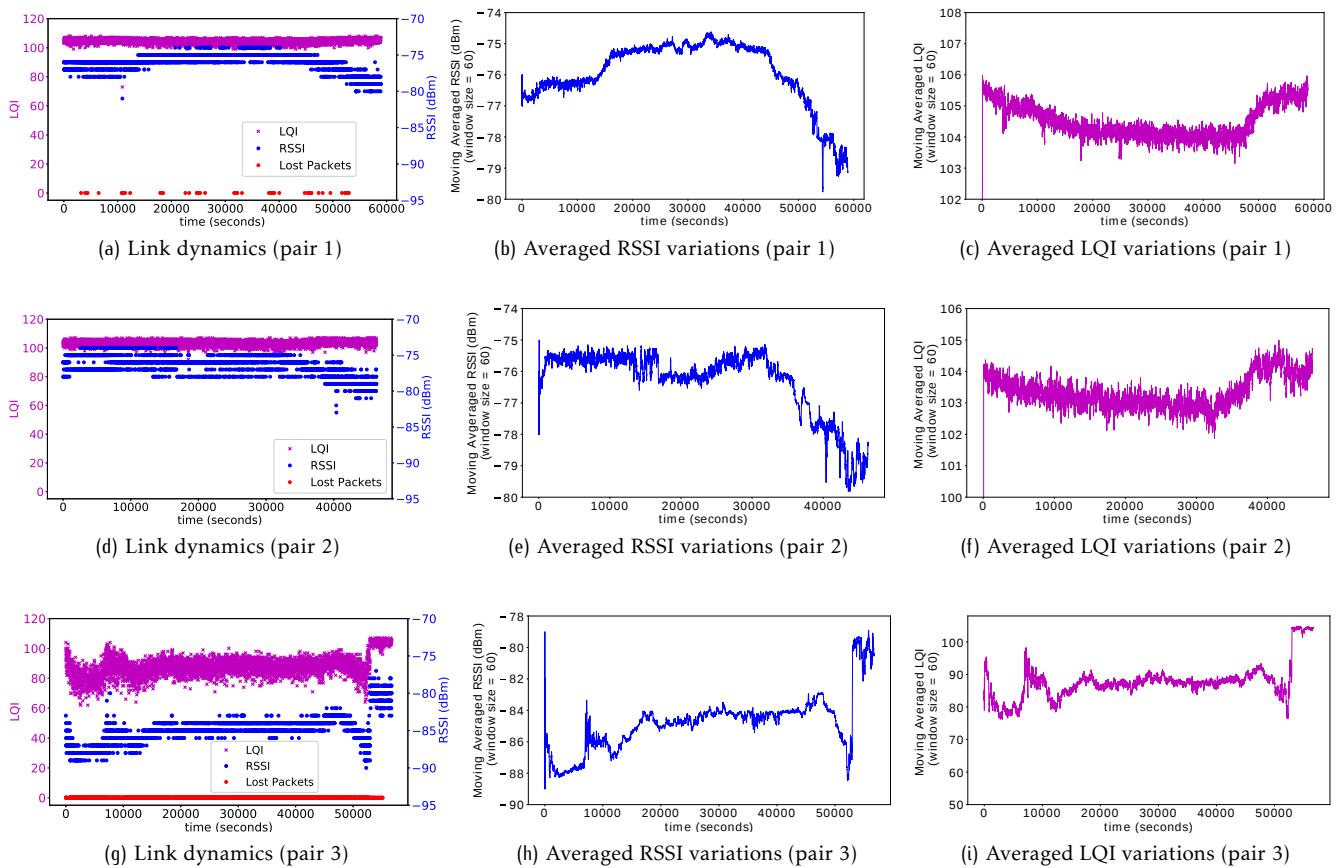 120
100
80
60
40
20
0
LQI
−70
−75
−80
−85
−90
−95
RSSI (dBm)
LQI
RSSI
Lost Packets
0 10000 20000 30000 40000 50000 60000
time (seconds)
(a) Link dynamics (pair 1)
−74
−75
−76
−77
−78
−79
−80
Moving Averaged RSSI (dBm)
(window size = 60)
0 10000 20000 30000 40000 50000 60000
time (seconds)
(b) Averaged RSSI variations (pair 1)
108
107
106
105
104
103
102
Moving Averaged LQI
(window size = 60)
0 10000 20000 30000 40000 50000 60000
time (seconds)
(c) Averaged LQI variations (pair 1)
120
100
80
60
40
20
0
LQI
−70
−75
−80
−85
−90
−95
RSSI (dBm)
LQI
RSSI
Lost Packets
0 10000 20000 30000 40000
time (seconds)
(d) Link dynamics (pair 2)
−74
−75
−76
−77
−78
−79
−80
Moving Avgeraged RSSI (dBm)
(window size = 60)
0 10000 20000 30000 40000
time (seconds)
(e) Averaged RSSI variations (pair 2)
106
105
104
103
102
101
100
Moving Averaged LQI
(window size = 60)
0 10000 20000 30000 40000
time (seconds)
(f) Averaged LQI variations (pair 2)
120
100
80
60
40
20
0
LQI
−70
−75
−80
−85
−90
−95
RSSI (dBm)
LQI
RSSI
Lost Packets
0 10000 20000 30000 40000 50000
time (seconds)
(g) Link dynamics (pair 3)
−78
−80
−82
−84
−86
−88
−90
Moving Averaged RSSI (dBm)
(window size = 60)
0 10000 20000 30000 40000 50000
time (seconds)
(h) Averaged RSSI variations (pair 3)
100
90
80
70
60
50
Moving Averaged LQI
(window size = 60)
0 10000 20000 30000 40000 50000
time (seconds)
(i) Averaged LQI variations (pair 3)